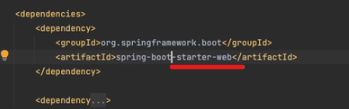 <dependencies>
<dependency>
<groupId>org.springframework.boot</groupId>
<artifactId>spring-boot-starter-web</artifactId>
</dependency>
<dependency...>